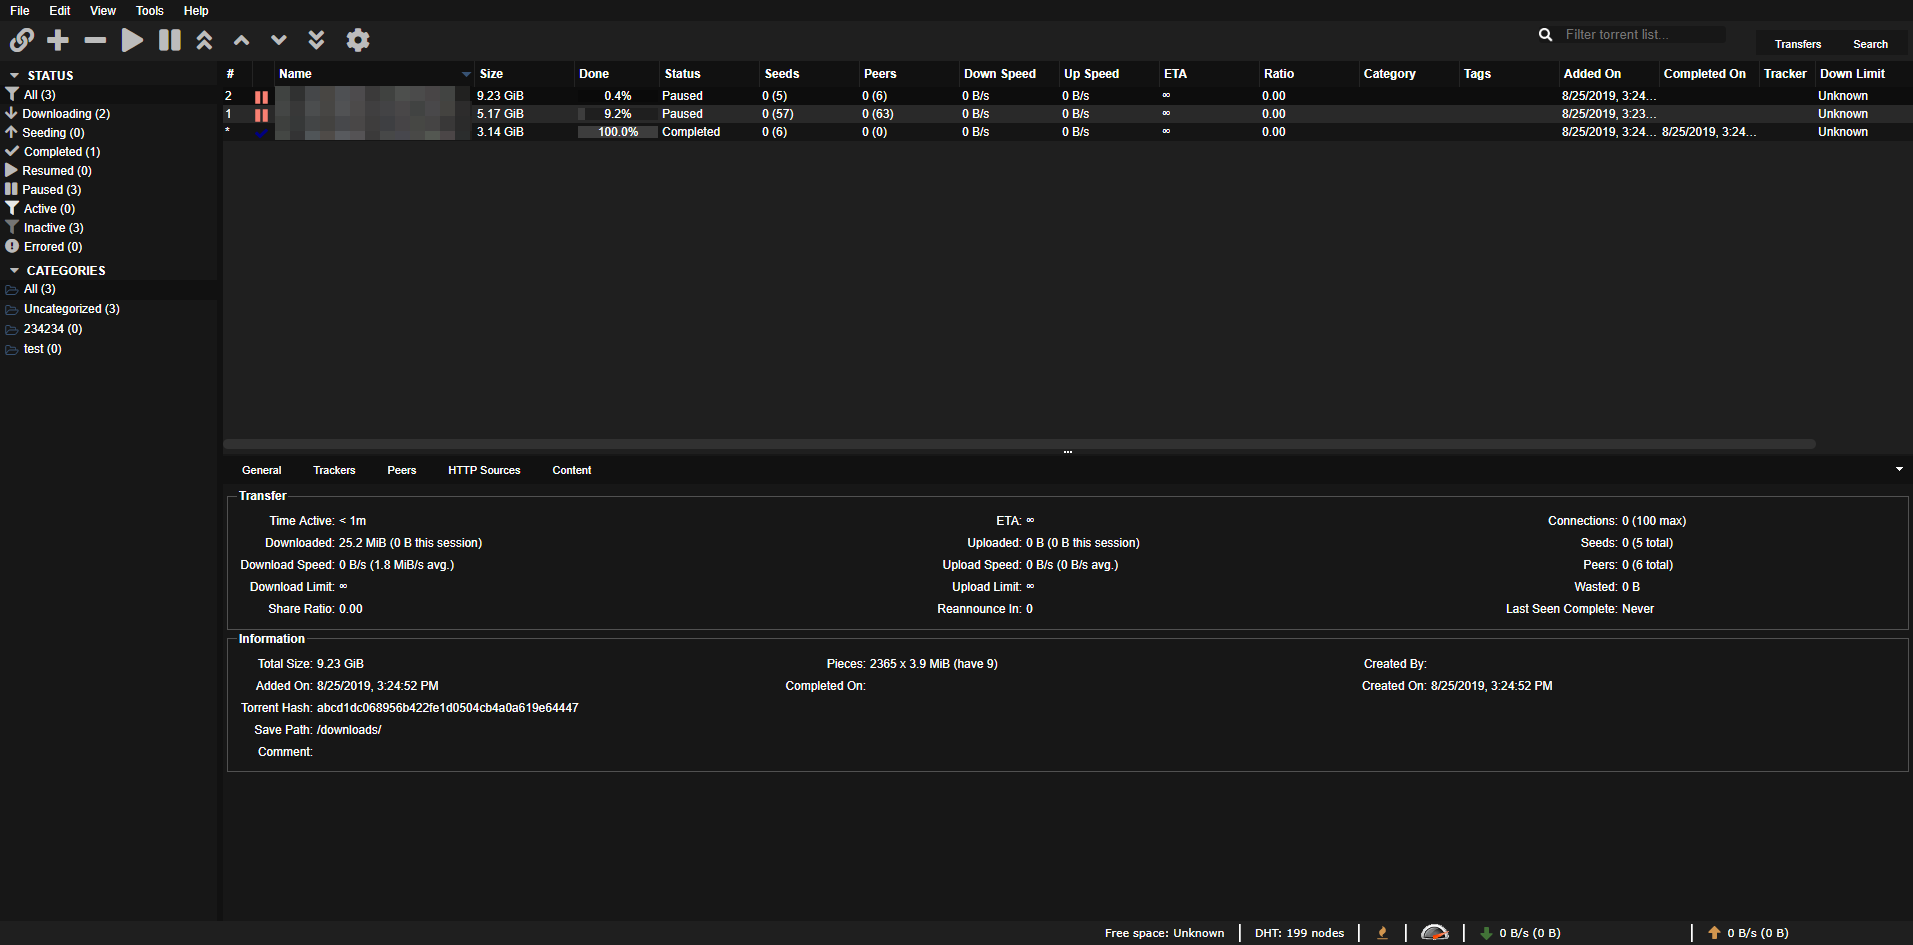 File Edit View Tools Help
Filter torrent list...
Transfers Search
STATUS
All (3)
Downloading (2)
Seeding (0)
Completed (1)
Resumed (0)
Paused (3)
Active (0)
Inactive (3)
Errored (0)
CATEGORIES
All (3)
Uncategorized (3)
234234 (0)
test (0)
# Name Size Done Status Seeds Peers Down Speed Up Speed ETA Ratio Category Tags Added On Completed On Tracker Down Limit
2 9.23 GiB 0.4% Paused 0 (5) 0 (6) 0 B/s 0 B/s ∞ 0.00 8/25/2019, 3:24... Unknown
1 5.17 GiB 9.2% Paused 0 (57) 0 (63) 0 B/s 0 B/s ∞ 0.00 8/25/2019, 3:23... Unknown
* 3.14 GiB 100.0% Completed 0 (6) 0 (0) 0 B/s 0 B/s ∞ 0.00 8/25/2019, 3:24... 8/25/2019, 3:24... Unknown
General Trackers Peers HTTP Sources Content
Transfer
Time Active: < 1m ETA: ∞ Connections: 0 (100 max)
Downloaded: 25.2 MiB (0 B this session) Uploaded: 0 B (0 B this session) Seeds: 0 (5 total)
Download Speed: 0 B/s (1.8 MiB/s avg.) Upload Speed: 0 B/s (0 B/s avg.) Peers: 0 (6 total)
Download Limit: ∞ Upload Limit: ∞ Wasted: 0 B
Share Ratio: 0.00 Reannounce In: 0 Last Seen Complete: Never
Information
Total Size: 9.23 GiB Pieces: 2365 x 3.9 MiB (have 9) Created By:
Added On: 8/25/2019, 3:24:52 PM Completed On: Created On: 8/25/2019, 3:24:52 PM
Torrent Hash: abcd1dc068956b422fe1d0504cb4a0a619e64447
Save Path: /downloads/
Comment:
Free space: Unknown DHT: 199 nodes 0 B/s (0 B) 0 B/s (0 B)